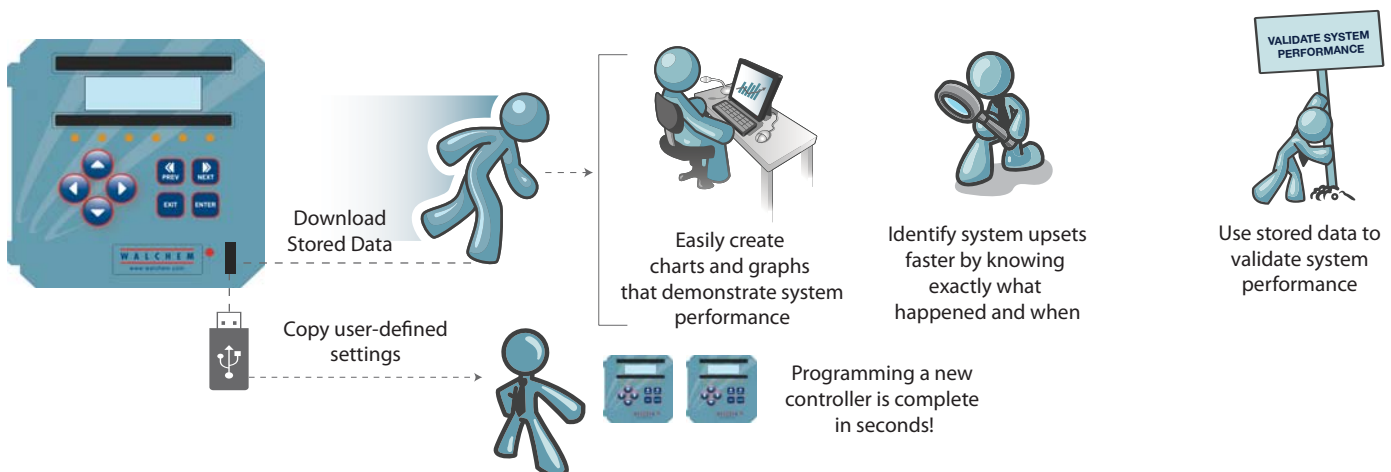 PREV
NEXT
EXIT
ENTER
WALCHEM
www.walchem.com
Download
Stored Data
Easily create
charts and graphs
that demonstrate system
performance
Identify system upsets
faster by knowing
exactly what
happened and when
VALIDATE SYSTEM
PERFORMANCE
Use stored data to
validate system
performance
Copy user-defined
settings
Programming a new
controller is complete
in seconds!